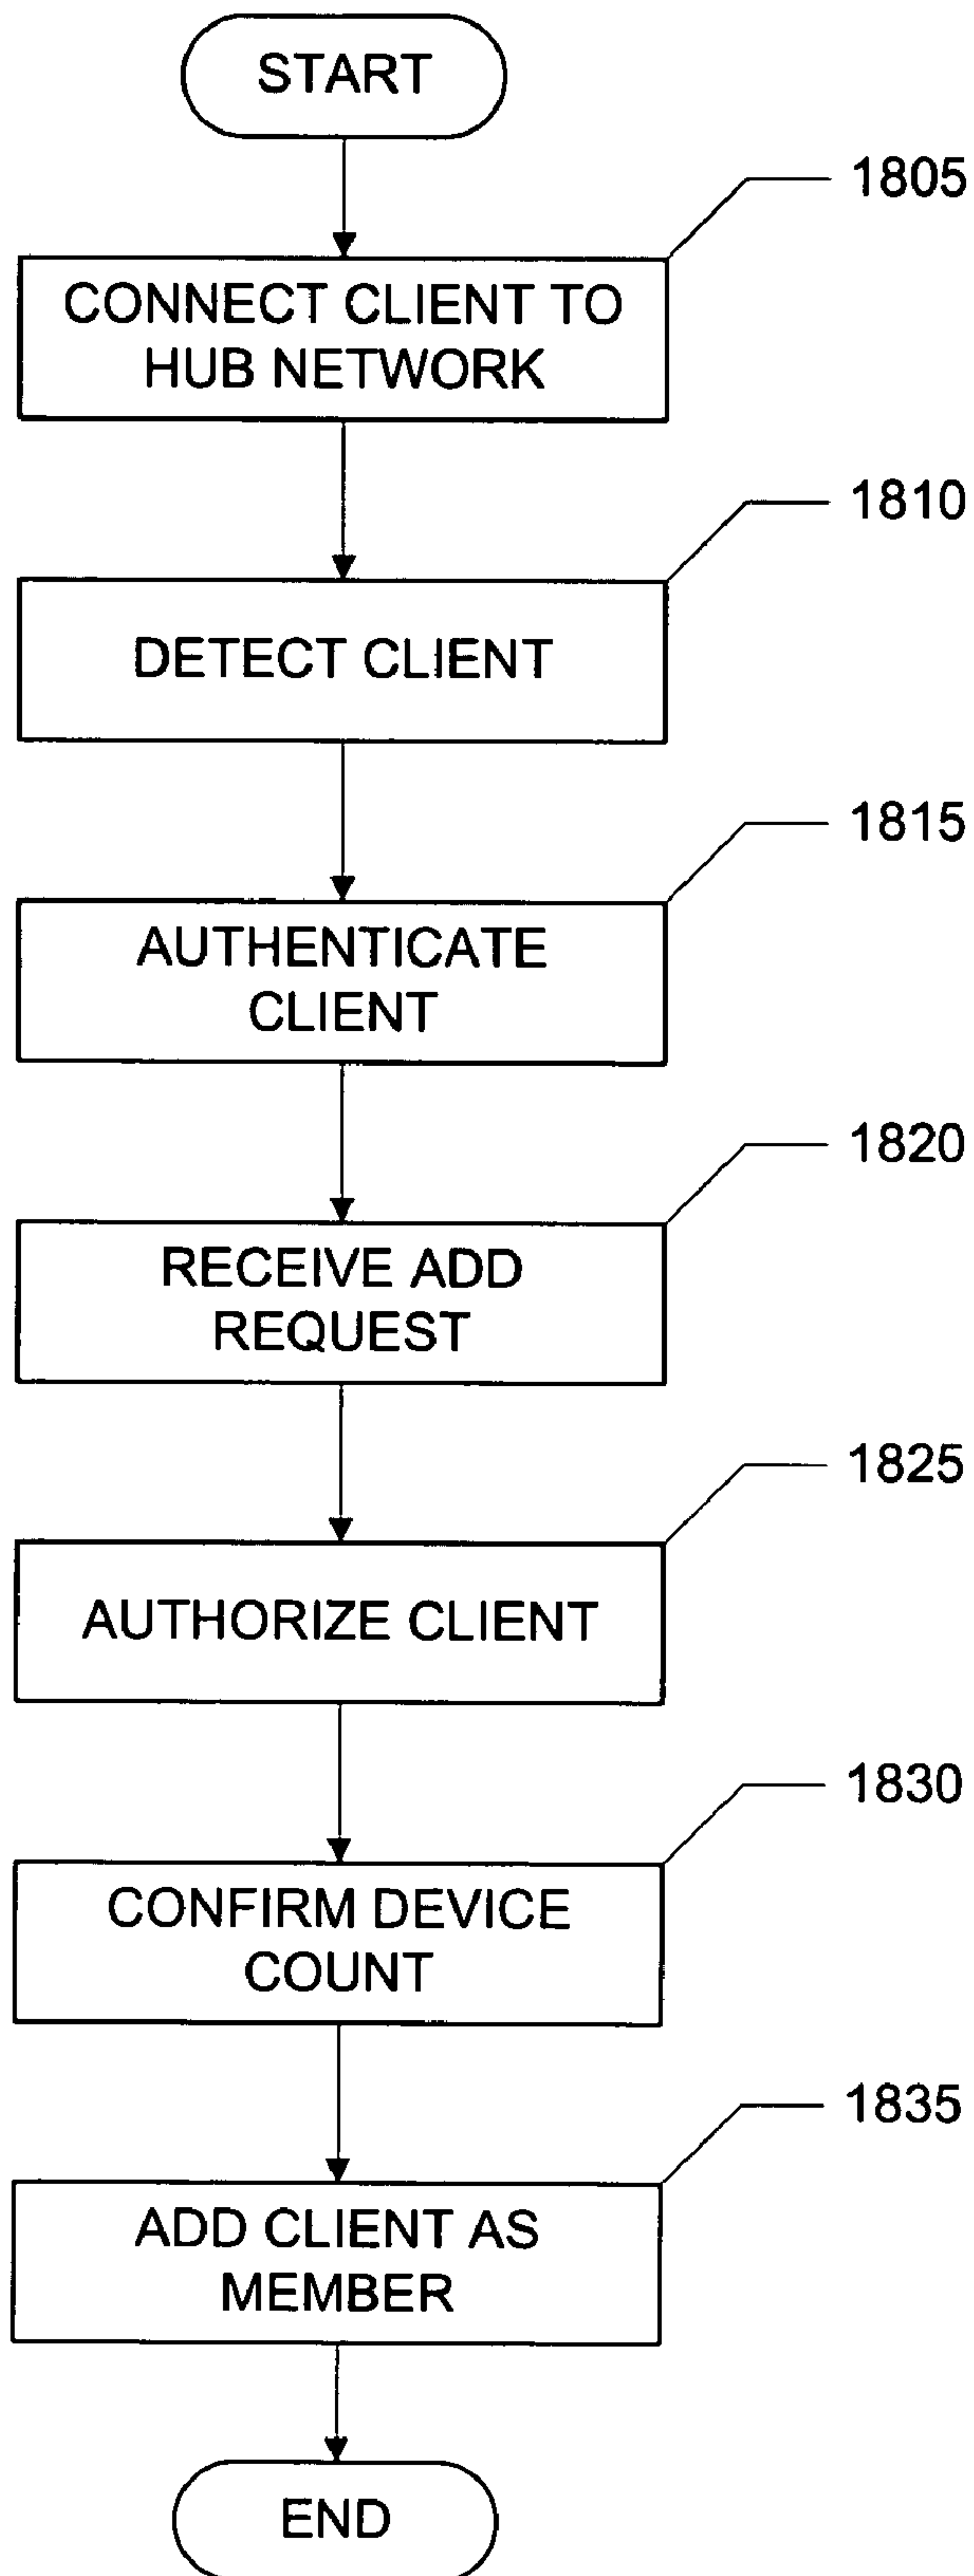 START
1805
CONNECT CLIENT TO
HUB NETWORK
1810
DETECT CLIENT
1815
AUTHENTICATE
CLIENT
1820
RECEIVE ADD
REQUEST
1825
AUTHORIZE CLIENT
1830
CONFIRM DEVICE
COUNT
1835
ADD CLIENT AS
MEMBER
END